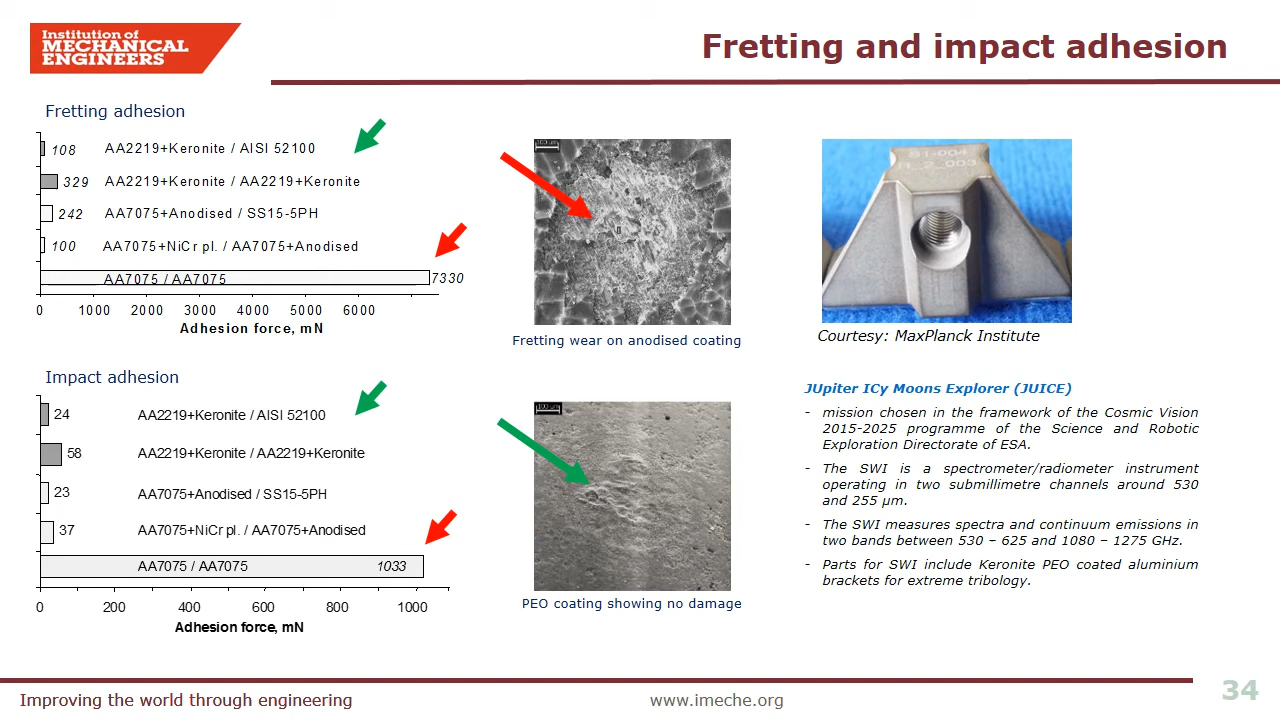 Institution of
MECHANICAL
ENGINEERS
Fretting and impact adhesion
Fretting adhesion
108 AA2219+Keronite / AISI 52100
329 AA2219+Keronite / AA2219+Keronite
242 AA7075+Anodised / SS15-5PH
100 AA7075+NiCr pl. / AA7075+Anodised
AA7075 / AA7075 7330
0 1000 2000 3000 4000 5000 6000
Adhesion force, mN
Fretting wear on anodised coating
Courtesy: MaxPlanck Institute
Impact adhesion
24 AA2219+Keronite / AISI 52100
58 AA2219+Keronite / AA2219+Keronite
23 AA7075+Anodised / SS15-5PH
37 AA7075+NiCr pl. / AA7075+Anodised
AA7075 / AA7075 1033
0 200 400 600 800 1000
Adhesion force, mN
PEO coating showing no damage
JUpiter ICy Moons Explorer (JUICE)
- mission chosen in the framework of the Cosmic Vision
2015-2025 programme of the Science and Robotic
Exploration Directorate of ESA.
- The SWI is a spectrometer/radiometer instrument
operating in two submillimetre channels around 530
and 255 µm.
- The SWI measures spectra and continuum emissions in
two bands between 530 – 625 and 1080 – 1275 GHz.
- Parts for SWI include Keronite PEO coated aluminium
brackets for extreme tribology.
Improving the world through engineering
www.imeche.org
34